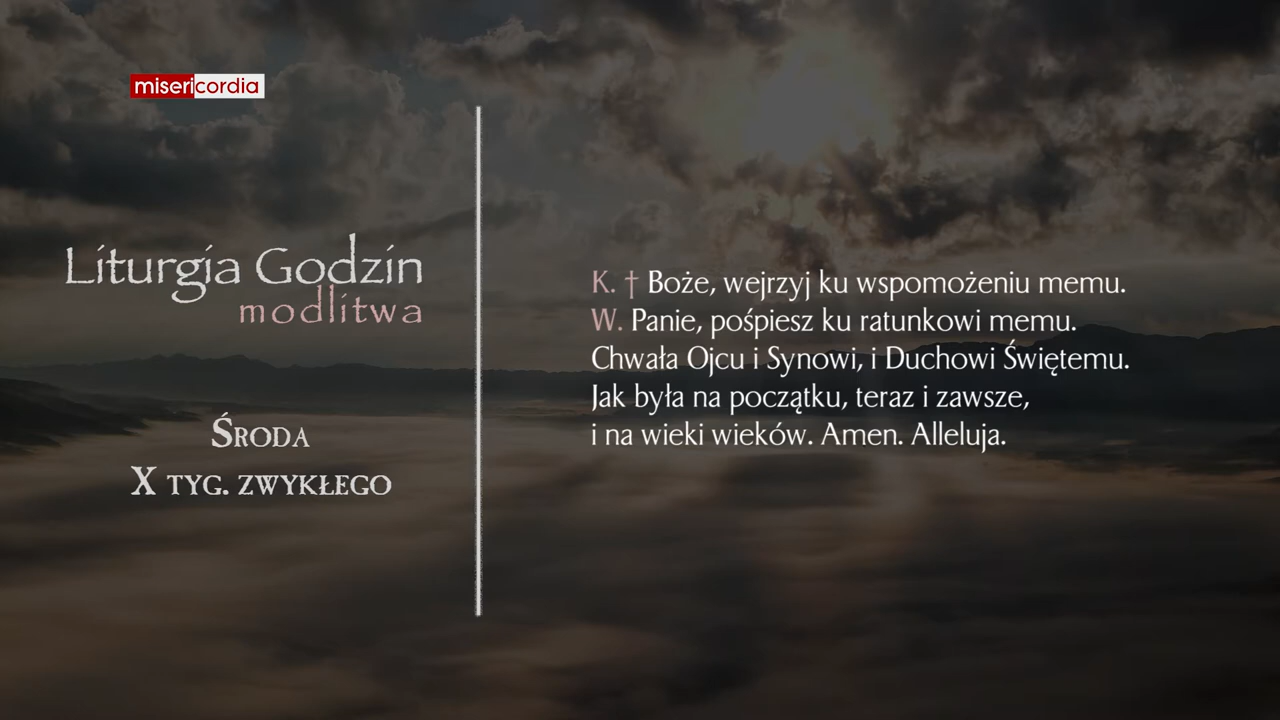 misericordia
Liturgia Godzin
modlitwa
Środa
X tyg. zwykłego
K. † Boże, wejrzyj ku wspomożeniu memu.
W. Panie, pośpiesz ku ratunkowi memu.
Chwała Ojcu i Synowi, i Duchowi Świętemu.
Jak była na początku, teraz i zawsze,
i na wieki wieków. Amen. Alleluja.